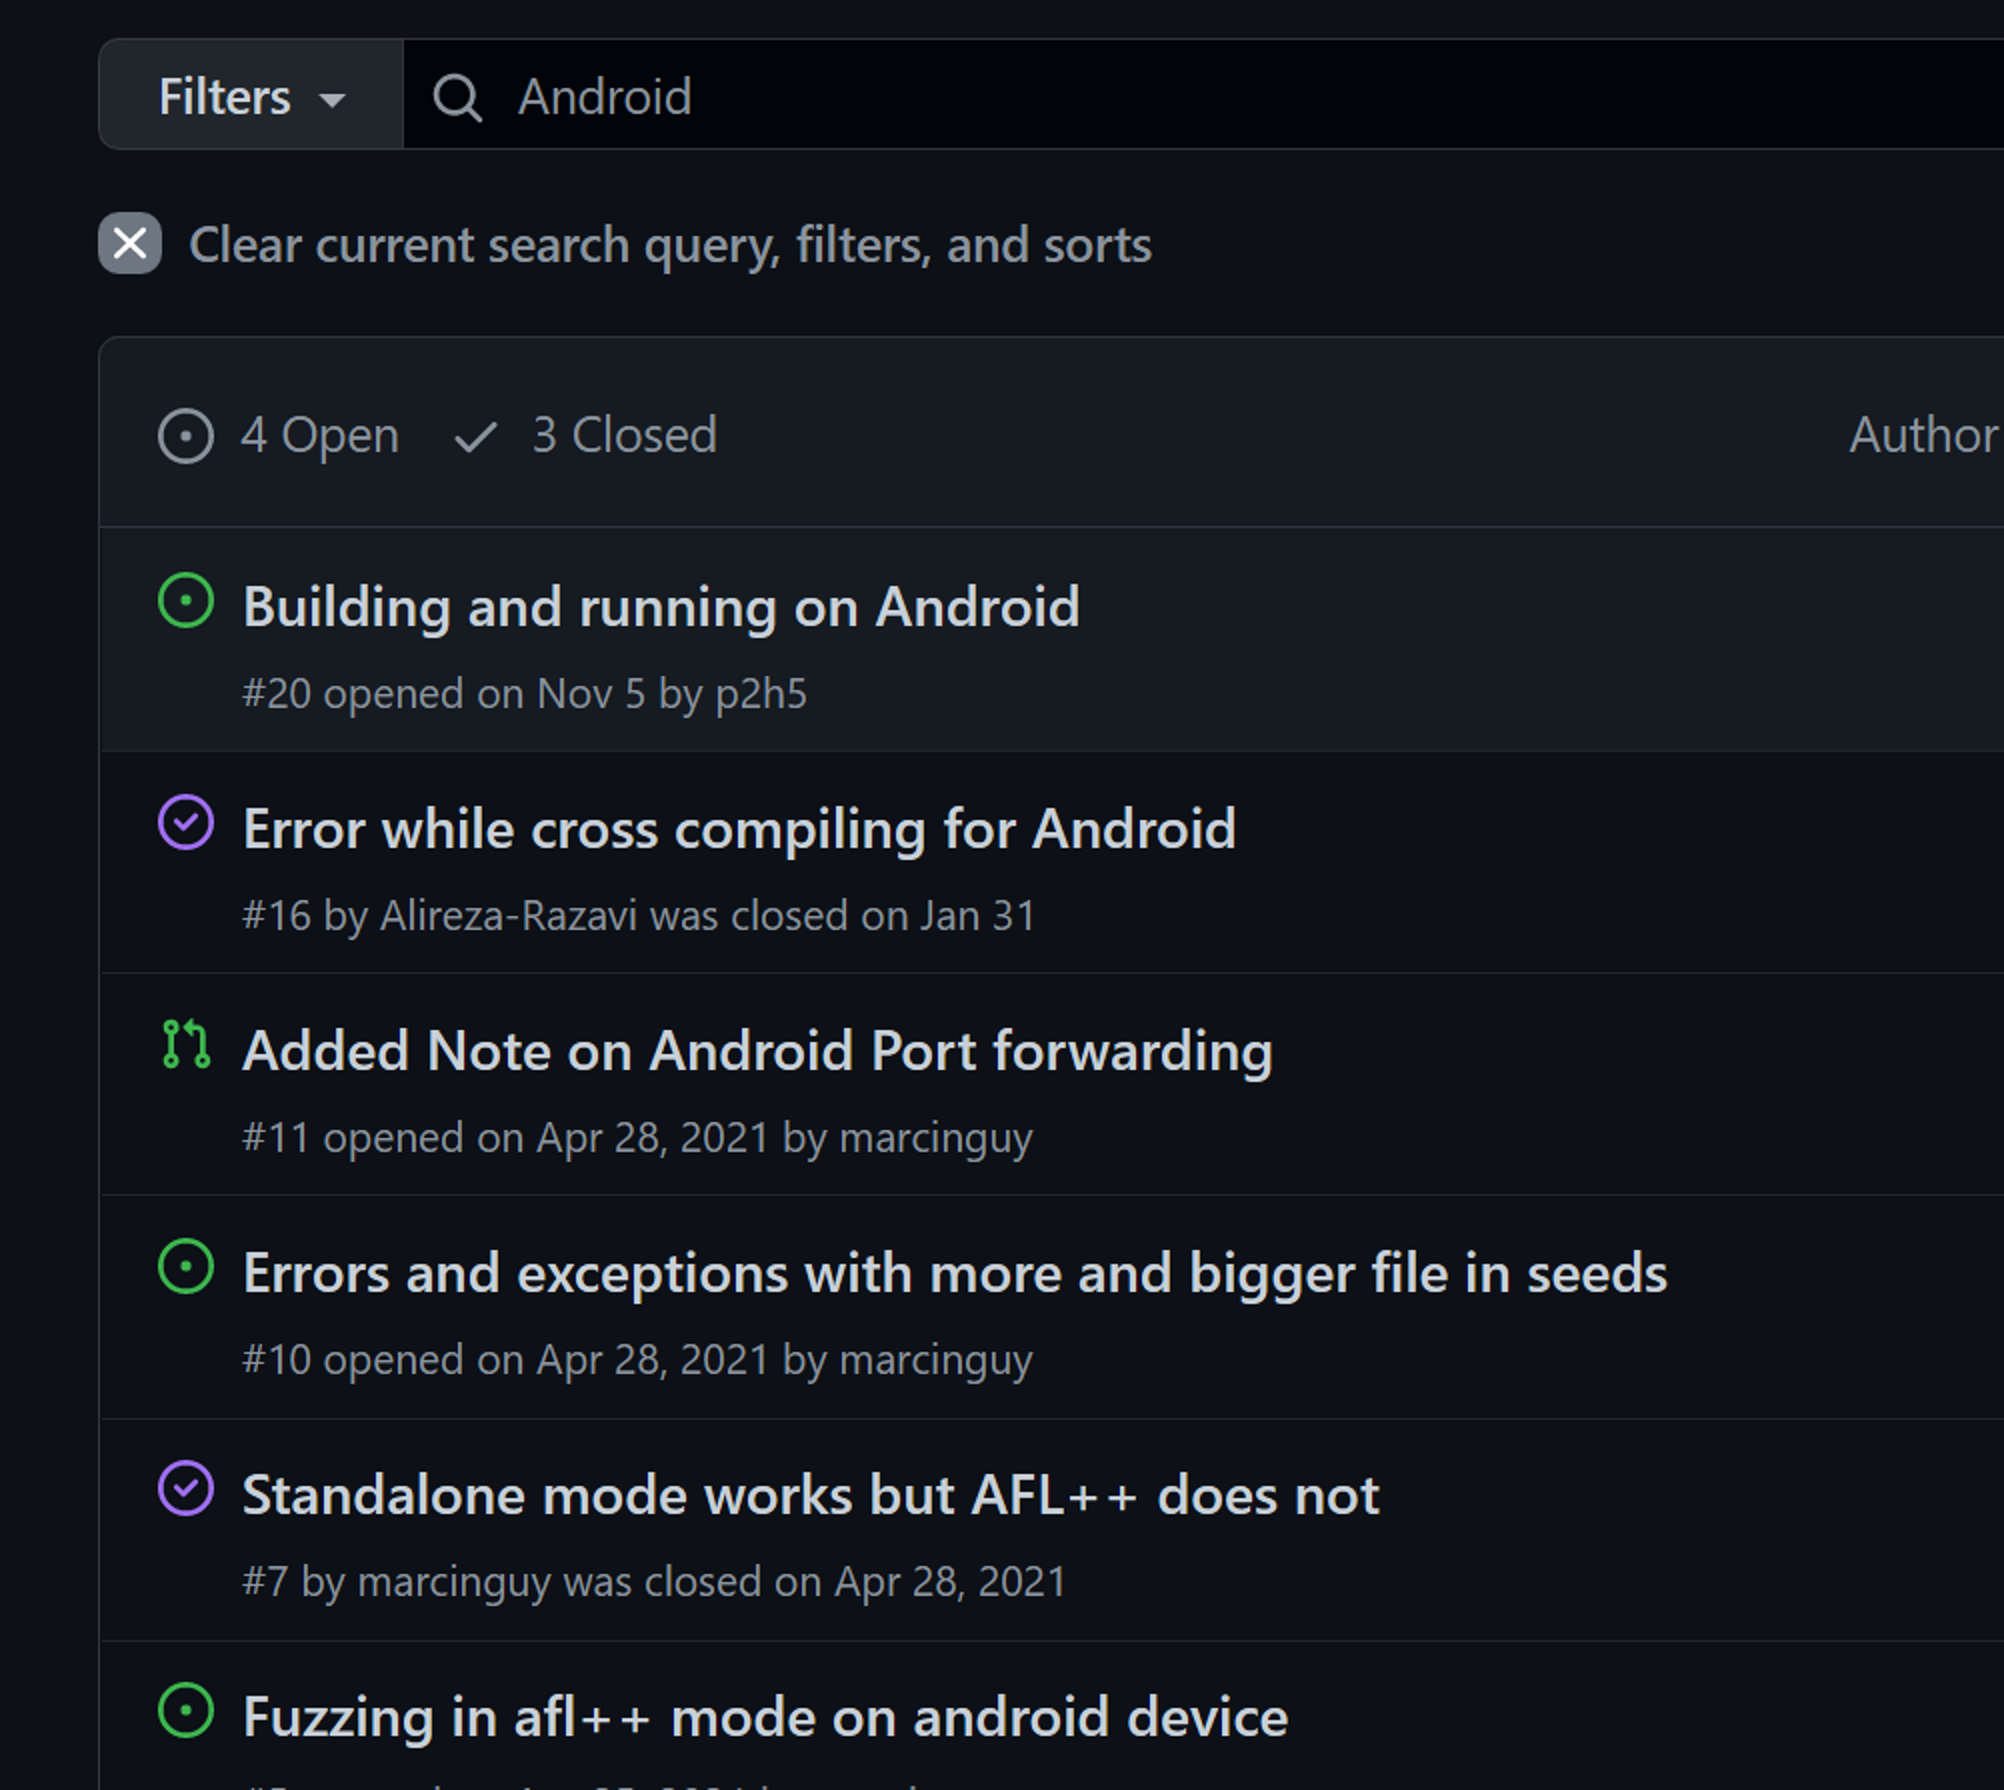 Filters
Android
Clear current search query, filters, and sorts
4 Open 3 Closed
Author
Building and running on Android
#20 opened on Nov 5 by p2h5
Error while cross compiling for Android
#16 by Alireza-Razavi was closed on Jan 31
Added Note on Android Port forwarding
#11 opened on Apr 28, 2021 by marcinguy
Errors and exceptions with more and bigger file in seeds
#10 opened on Apr 28, 2021 by marcinguy
Standalone mode works but AFL++ does not
#7 by marcinguy was closed on Apr 28, 2021
Fuzzing in afl++ mode on android device